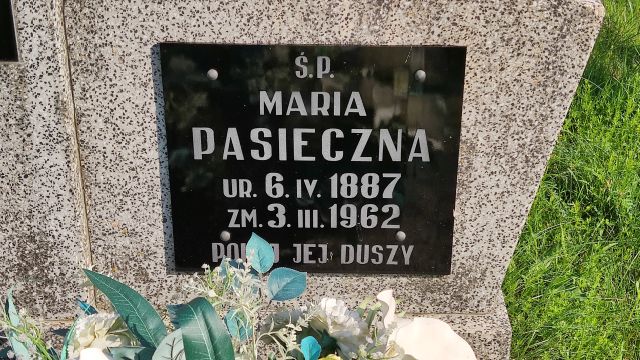 Ś.P.
MARIA
PASIECZNA
UR. 6. IV. 1887
ZM. 3. III. 1962
JEJ DUSZY